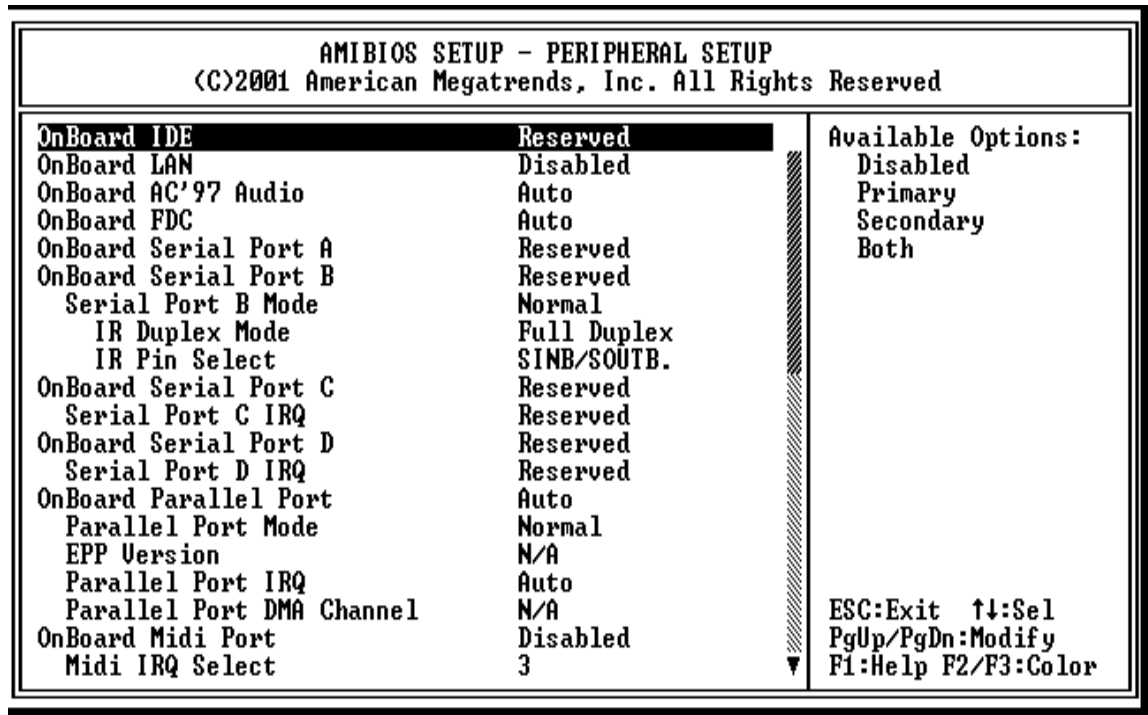 AMIBIOS SETUP - PERIPHERAL SETUP
(C)2001 American Megatrends, Inc. All Rights Reserved
OnBoard IDE Reserved
OnBoard LAN Disabled
OnBoard AC'97 Audio Auto
OnBoard FDC Auto
OnBoard Serial Port A Reserved
OnBoard Serial Port B Reserved
Serial Port B Mode Normal
IR Duplex Mode Full Duplex
IR Pin Select SINB/SOUTB.
OnBoard Serial Port C Reserved
Serial Port C IRQ Reserved
OnBoard Serial Port D Reserved
Serial Port D IRQ Reserved
OnBoard Parallel Port Auto
Parallel Port Mode Normal
EPP Version N/A
Parallel Port IRQ Auto
Parallel Port DMA Channel N/A
OnBoard Midi Port Disabled
Midi IRQ Select 3
Available Options:
Disabled
Primary
Secondary
Both
ESC:Exit ↑↓:Sel
PgUp/PgDn:Modify
F1:Help F2/F3:Color